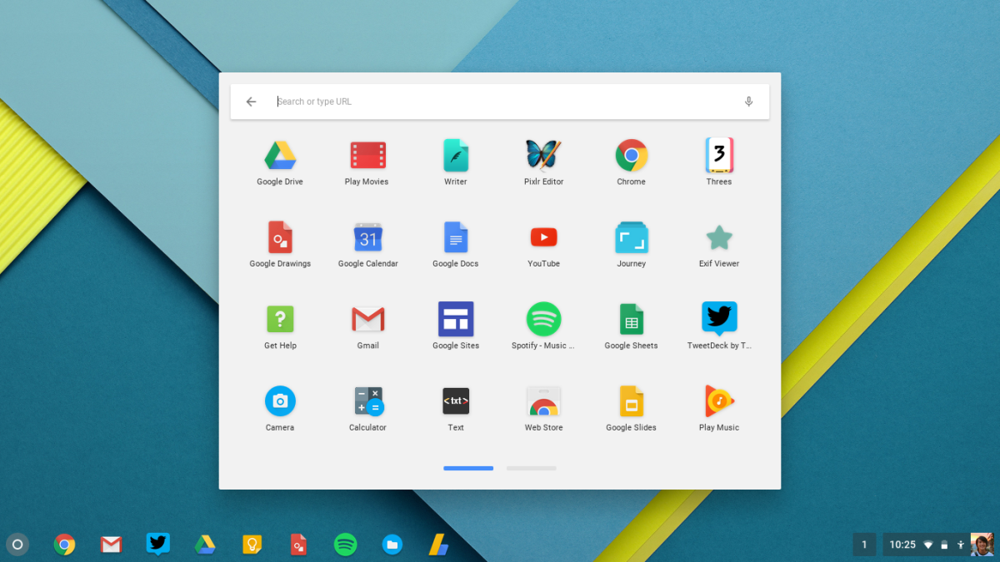 Search or type URL
Google Drive
Play Movies
Writer
Pixlr Editor
Chrome
3
Threes
Google Drawings
31
Google Calendar
Google Docs
YouTube
Journey
Exif Viewer
?
Get Help
Gmail
Google Sites
Spotify - Music ...
Google Sheets
TweetDeck by T...
Camera
Calculator
<txt>
Text
Web Store
Google Slides
Play Music
1
10:25